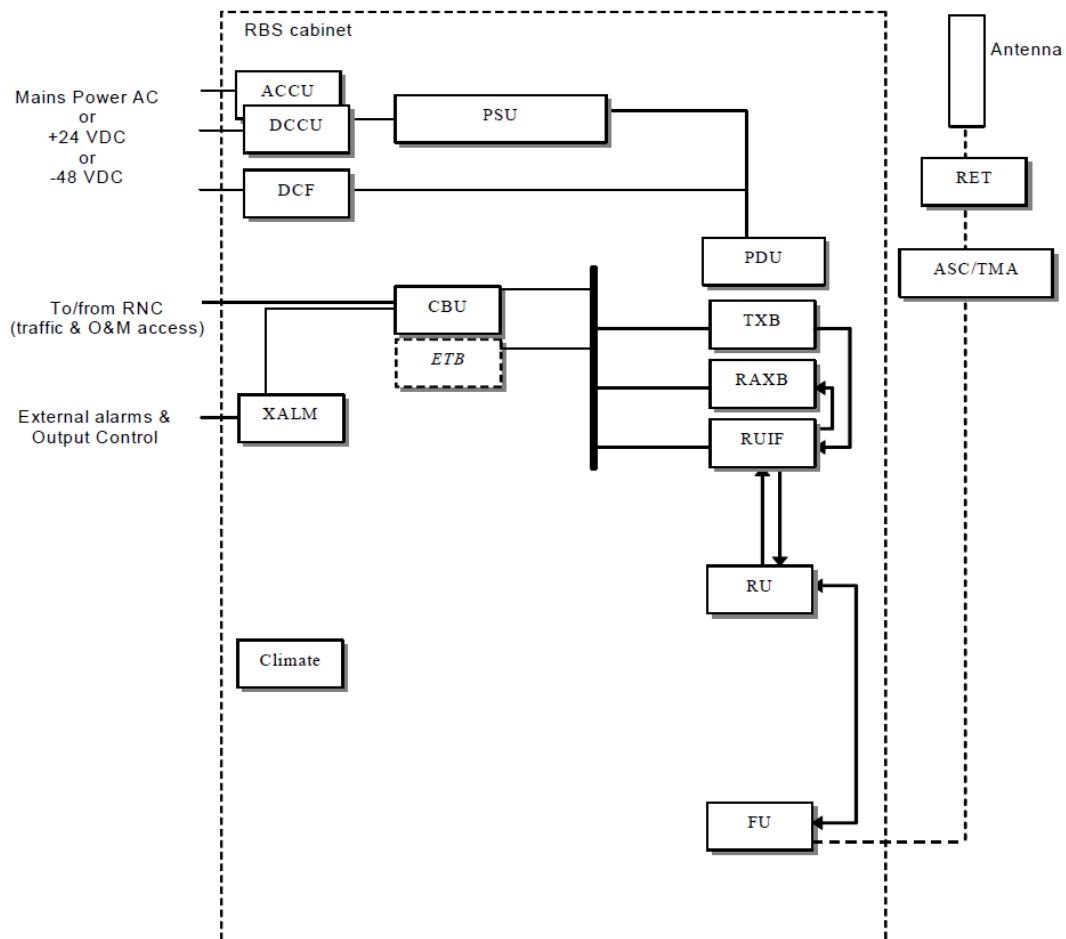 RBS cabinet
Antenna
Mains Power AC
or
+24 VDC
or
-48 VDC
ACCU
DCCU
PSU
DCF
RET
PDU
ASC/TMA
To/from RNC
(traffic & O&M access)
CBU
TXB
ETB
RAXB
External alarms &
Output Control
XALM
RUIF
RU
Climate
FU